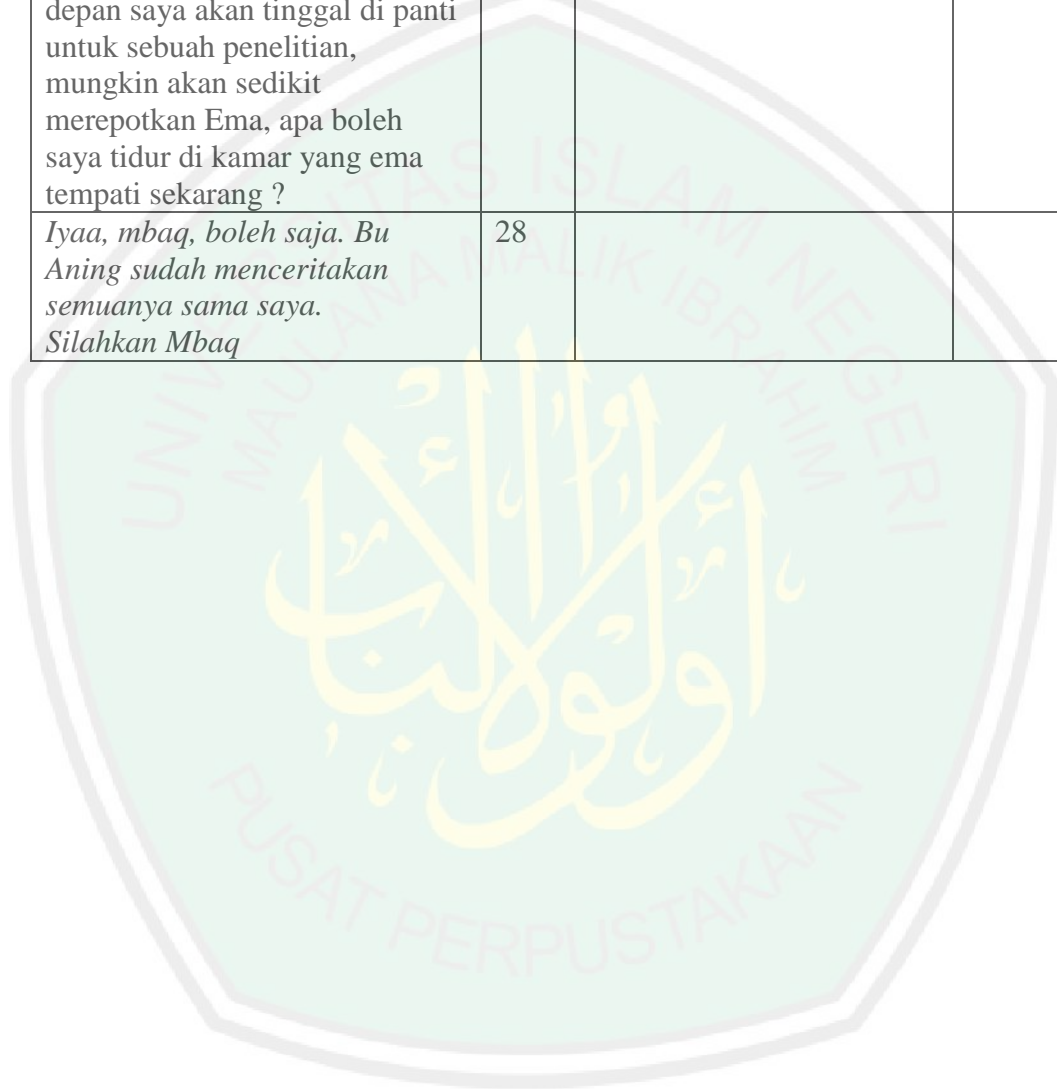 depan saya akan tinggal di panti
untuk sebuah penelitian,
mungkin akan sedikit
merepotkan Ema, apa boleh
saya tidur di kamar yang ema
tempati sekarang ?
Iyaa, mbaq, boleh saja. Bu 28
Aning sudah menceritakan
semuanya sama saya.
Silahkan Mbaq
UNIVERSITAS ISLAM NEGERI
MAULANA MALIK IBRAHIM
أولوا الألباب
PUSAT PERPUSTAKAAN